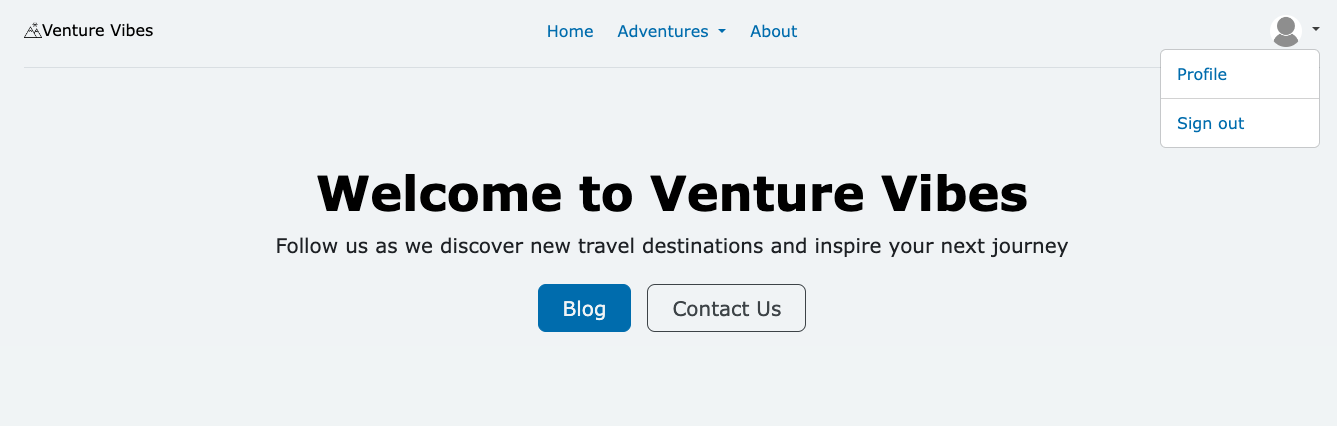 Venture Vibes
Home Adventures About
Profile
Sign out
Welcome to Venture Vibes
Follow us as we discover new travel destinations and inspire your next journey
Blog Contact Us